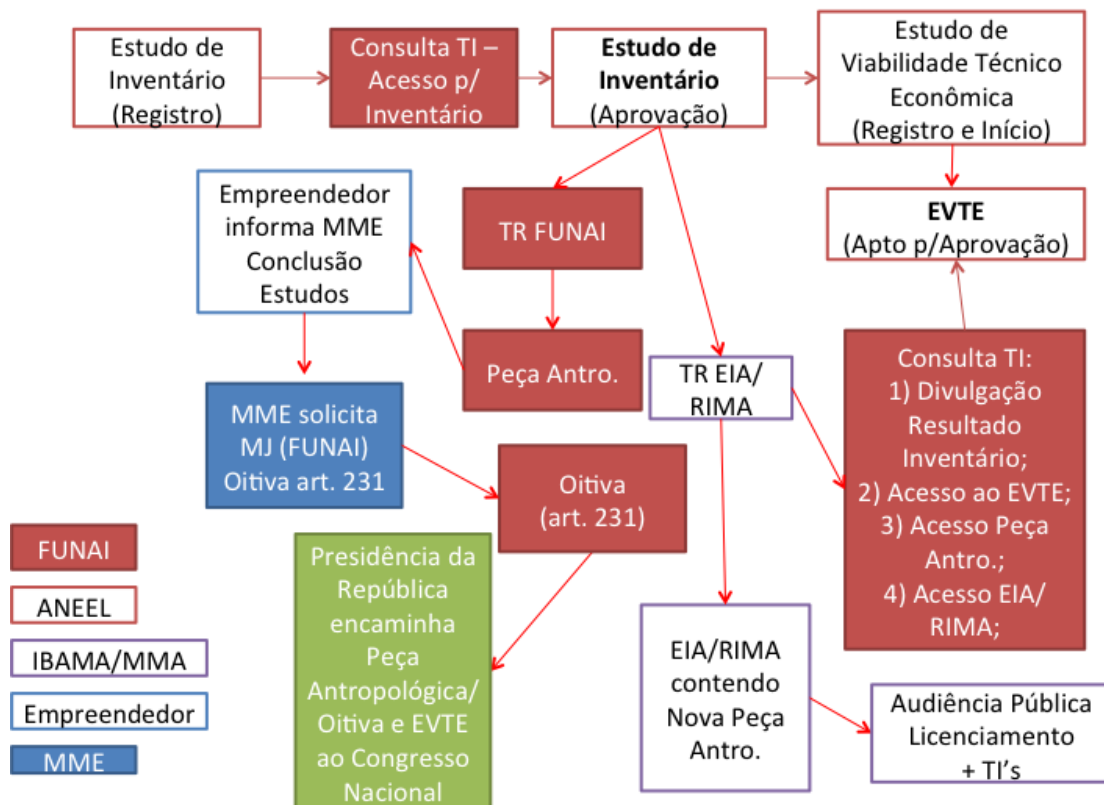 Estudo de
Inventário
(Registro)
Consulta TI –
Acesso p/
Inventário
Estudo de
Inventário
(Aprovação)
Estudo de
Viabilidade Técnico
Econômica
(Registro e Início)
Empreendedor
informa MME
Conclusão
Estudos
TR FUNAI
EVTE
(Apto p/Aprovação)
Peça Antro.
TR EIA/
RIMA
Consulta TI:
1) Divulgação
Resultado
Inventário;
2) Acesso ao EVTE;
3) Acesso Peça
Antro.;
4) Acesso EIA/
RIMA;
MME solicita
MJ (FUNAI)
Oitiva art. 231
Oitiva
(art. 231)
Presidência da
República
encaminha
Peça
Antropológica/
Oitiva e EVTE
ao Congresso
Nacional
EIA/RIMA
contendo
Nova Peça
Antro.
Audiência Pública
Licenciamento
+ TI's
FUNAI
ANEEL
IBAMA/MMA
Empreendedor
MME